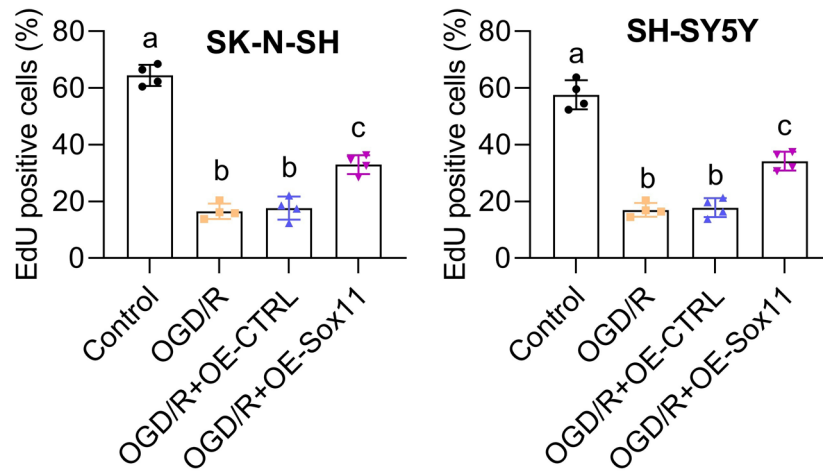 SK-N-SH
EdU positive cells (%)
80
60
40
20
0
a
b
b
c
Control
OGD/R
OGD/R+OE-CTRL
OGD/R+OE-Sox11
SH-SY5Y
EdU positive cells (%)
80
60
40
20
0
a
b
b
c
Control
OGD/R
OGD/R+OE-CTRL
OGD/R+OE-Sox11